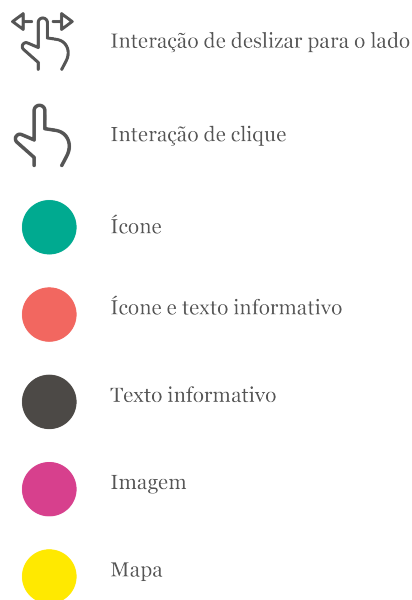 Interação de deslizar para o lado
Interação de clique
Ícone
Ícone e texto informativo
Texto informativo
Imagem
Mapa